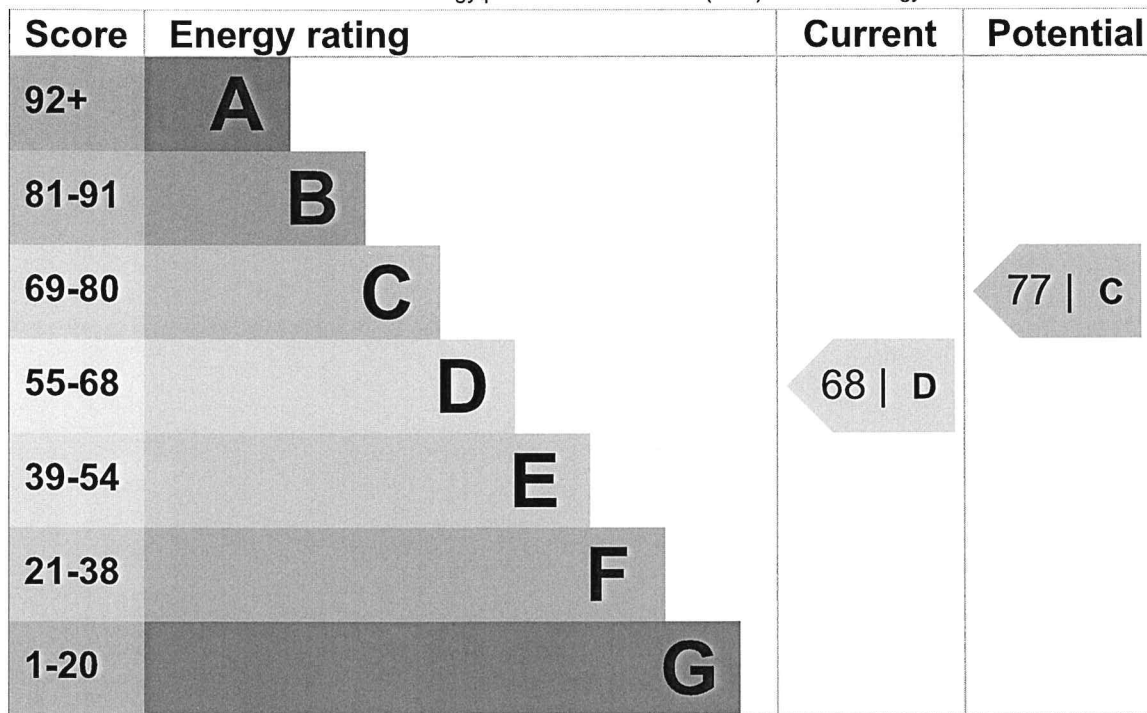 Score Energy rating Current Potential
92+ A
81-91 B
69-80 C 77 | C
55-68 D 68 | D
39-54 E
21-38 F
1-20 G